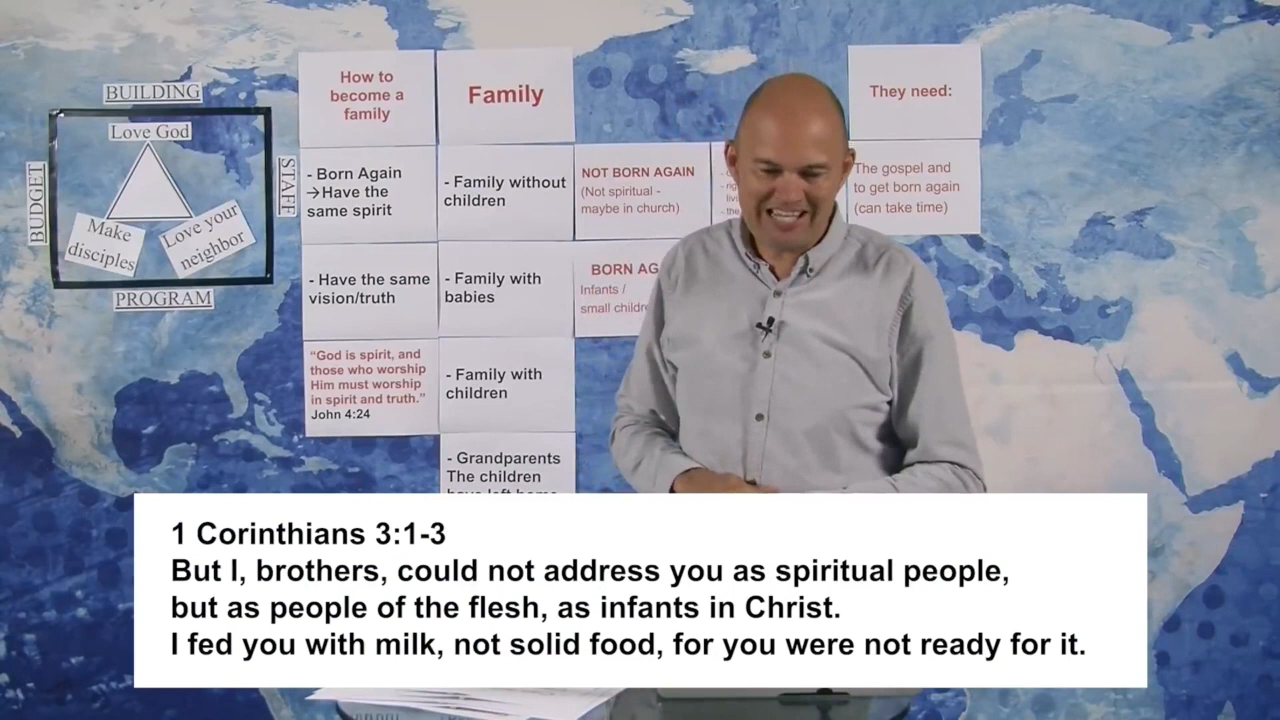 BUILDING
Love God
BUDGET
STAFF
Make
disciples
Love your
neighbor
PROGRAM
How to
become a
family
- Born Again
→Have the
same spirit
- Have the same
vision/truth
“God is spirit, and
those who worship
Him must worship
in spirit and truth.”
John 4:24
Family
- Family without
children
- Family with
babies
- Family with
children
- Grandparents
The children
have left home
NOT BORN AGAIN
(Not spiritual -
maybe in church)
BORN AG
Infants /
small childre
They need:
The gospel and
to get born again
(can take time)
1 Corinthians 3:1-3
But I, brothers, could not address you as spiritual people,
but as people of the flesh, as infants in Christ.
I fed you with milk, not solid food, for you were not ready for it.